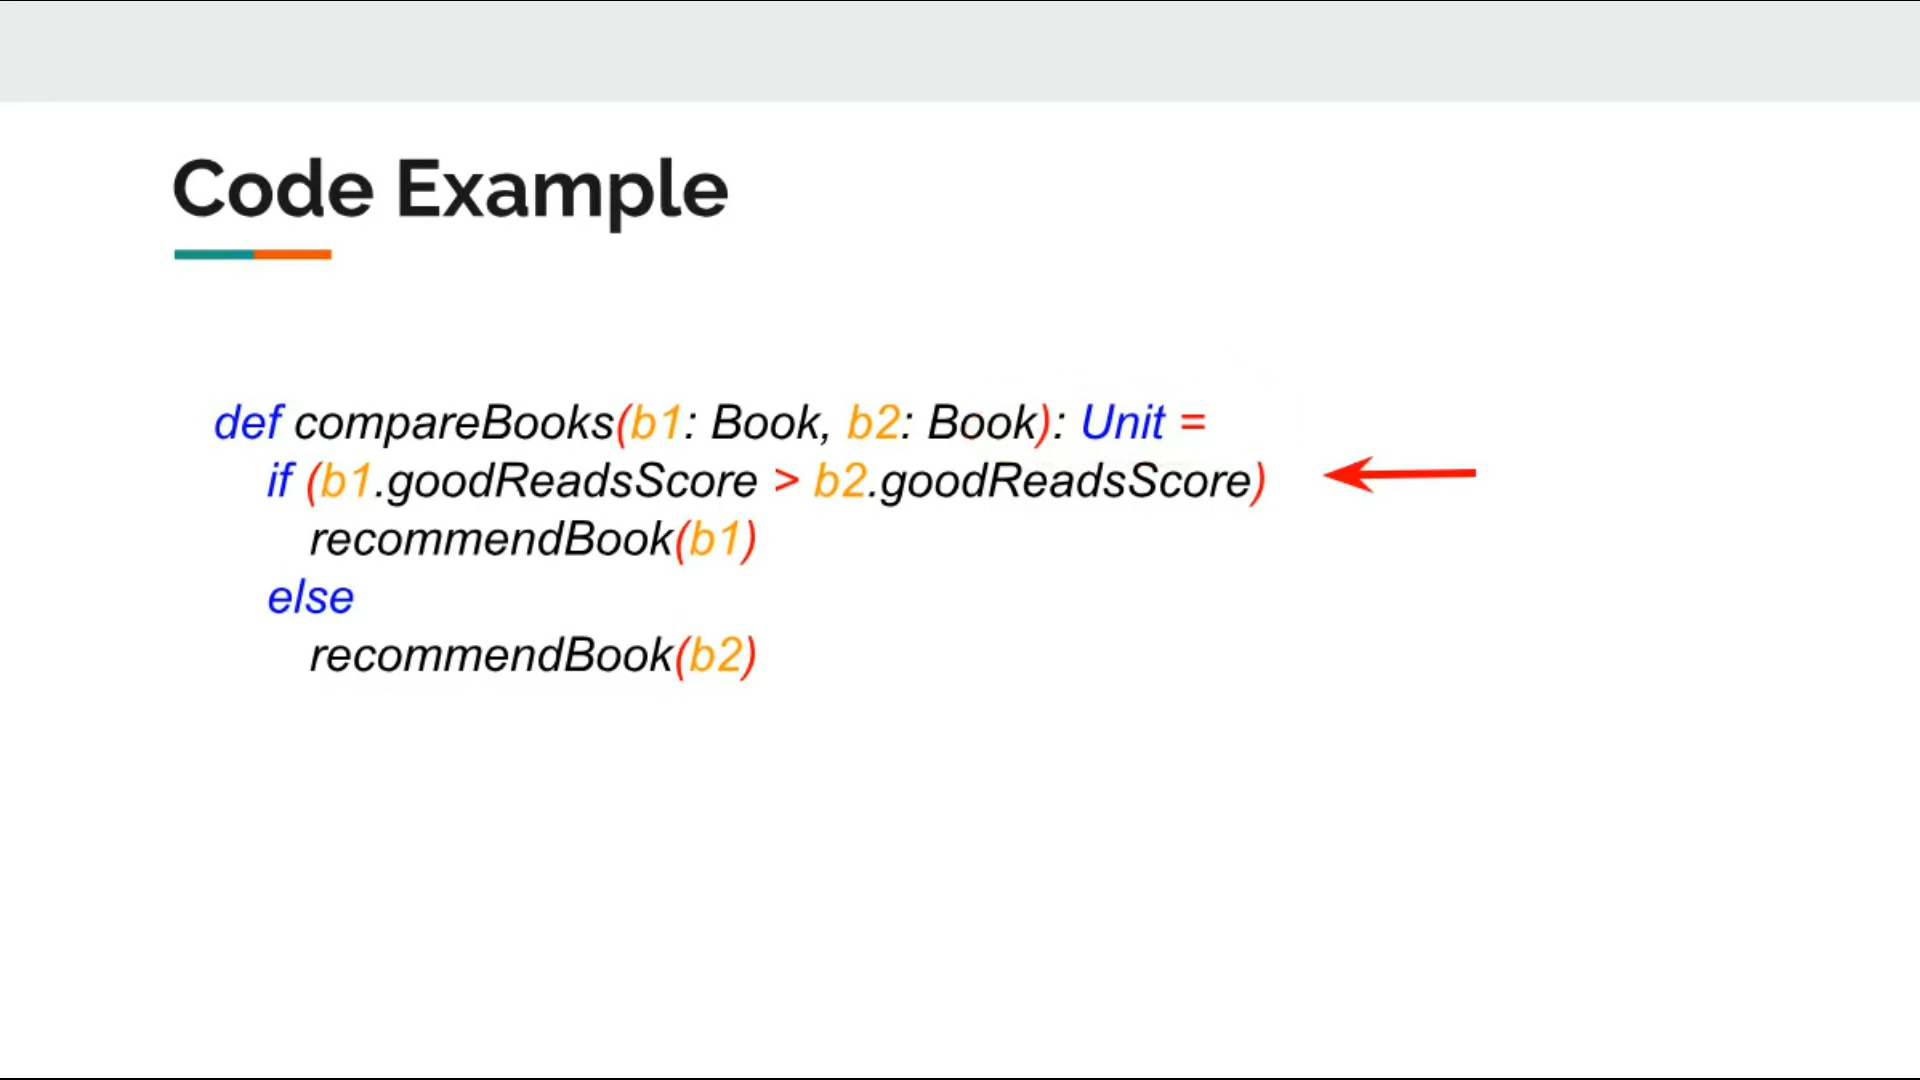 Code Example
def compareBooks(b1: Book, b2: Book): Unit =
if (b1.goodReadsScore > b2.goodReadsScore)
recommendBook(b1)
else
recommendBook(b2)